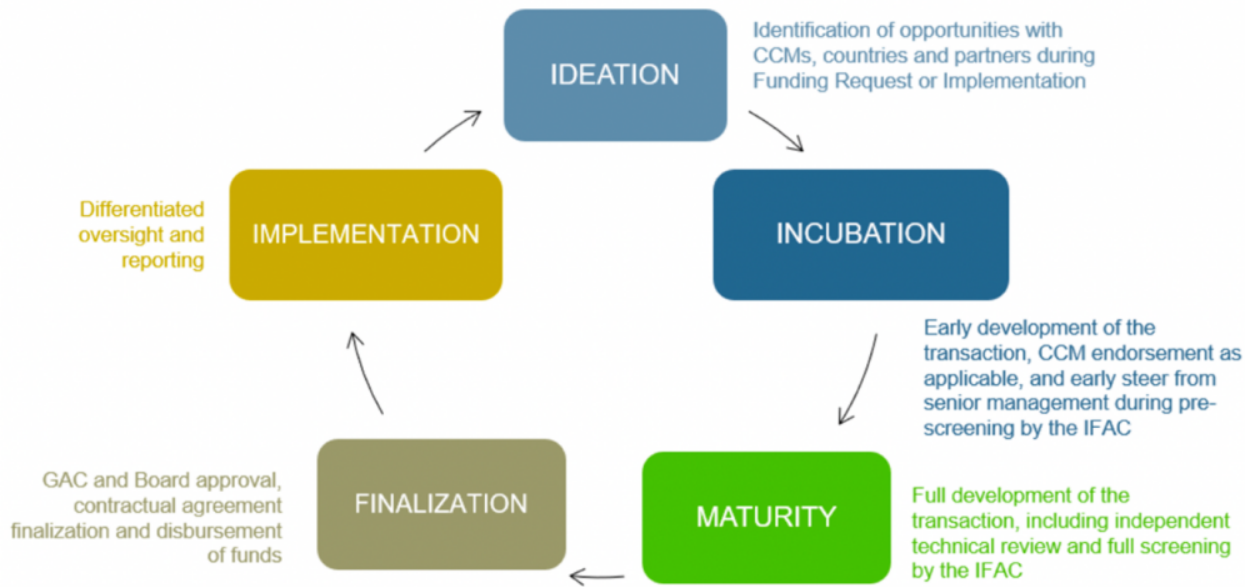 IDEATION
Identification of opportunities with
CCMs, countries and partners during
Funding Request or Implementation
INCUBATION
Early development of the
transaction, CCM endorsement as
applicable, and early steer from
senior management during pre-
screening by the IFAC
MATURITY
Full development of the
transaction, including independent
technical review and full screening
by the IFAC
FINALIZATION
GAC and Board approval,
contractual agreement
finalization and disbursement
of funds
IMPLEMENTATION
Differentiated
oversight and
reporting